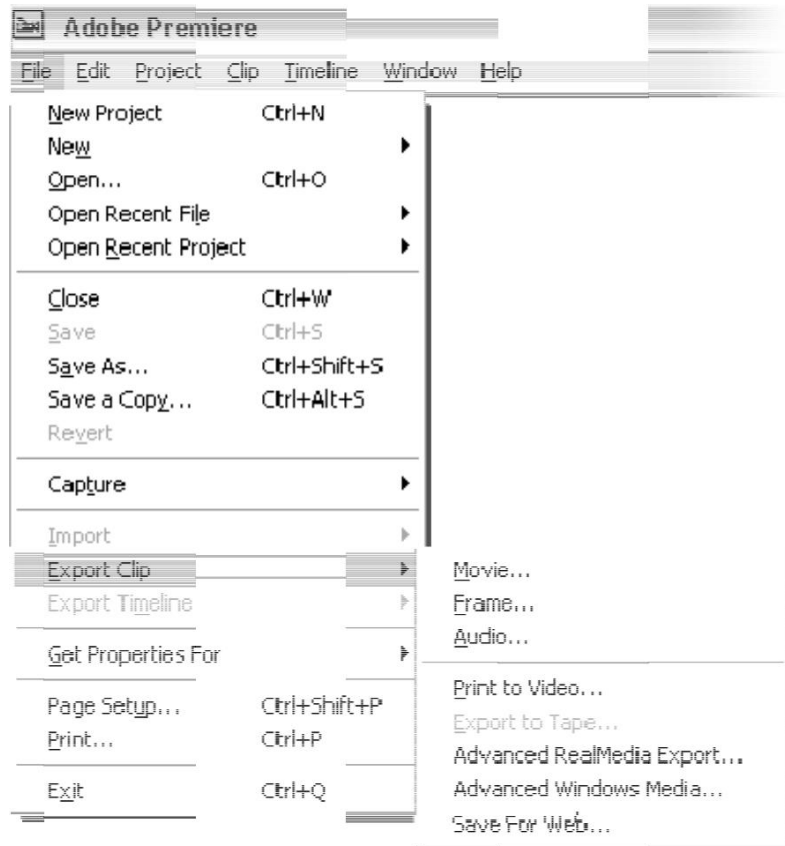 Adobe Premiere
File Edit Project Clip Timeline Window Help
New Project Ctrl+N
New
Open... Ctrl+O
Open Recent File
Open Recent Project
Close Ctrl+W
Save Ctrl+S
Save As... Ctrl+Shift+S
Save a Copy... Ctrl+Alt+S
Revert
Capture
Import
Export Clip
Export Timeline
Get Properties For
Page Setup... Ctrl+Shift+P
Print... Ctrl+P
Exit Ctrl+Q
Movie...
Frame...
Audio...
Print to Video...
Export to Tape...
Advanced RealMedia Export...
Advanced Windows Media...
Save For Web...